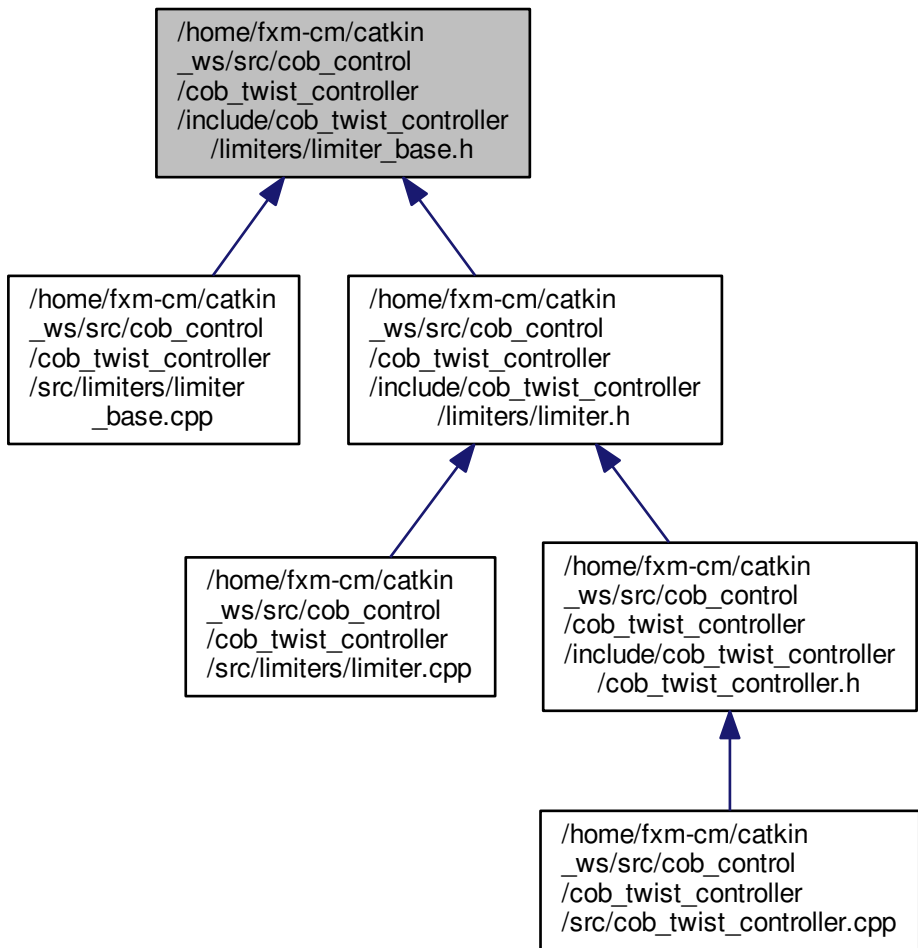 /home/fxm-cm/catkin
_ws/src/cob_control
/cob_twist_controller
/include/cob_twist_controller
/limiters/limiter_base.h
/home/fxm-cm/catkin
_ws/src/cob_control
/cob_twist_controller
/src/limiters/limiter
_base.cpp
/home/fxm-cm/catkin
_ws/src/cob_control
/cob_twist_controller
/include/cob_twist_controller
/limiters/limiter.h
/home/fxm-cm/catkin
_ws/src/cob_control
/cob_twist_controller
/src/limiters/limiter.cpp
/home/fxm-cm/catkin
_ws/src/cob_control
/cob_twist_controller
/include/cob_twist_controller
/cob_twist_controller.h
/home/fxm-cm/catkin
_ws/src/cob_control
/cob_twist_controller
/src/cob_twist_controller.cpp